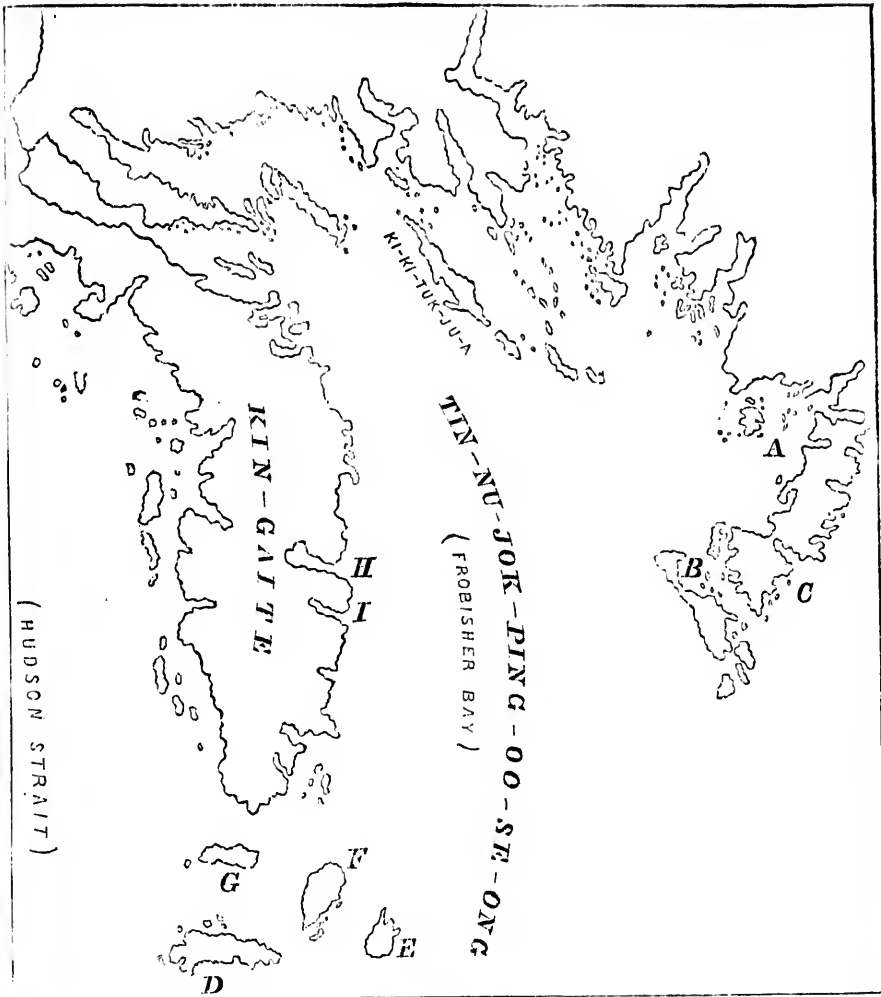 KI-KI-TUK-JU-A
TIN-NU-JOK-PING-OO-SE-ONG
(FROBISHER BAY)
KIN-GAITE
(HUDSON STRAIT)
A
B
C
H
I
F
G
E
D